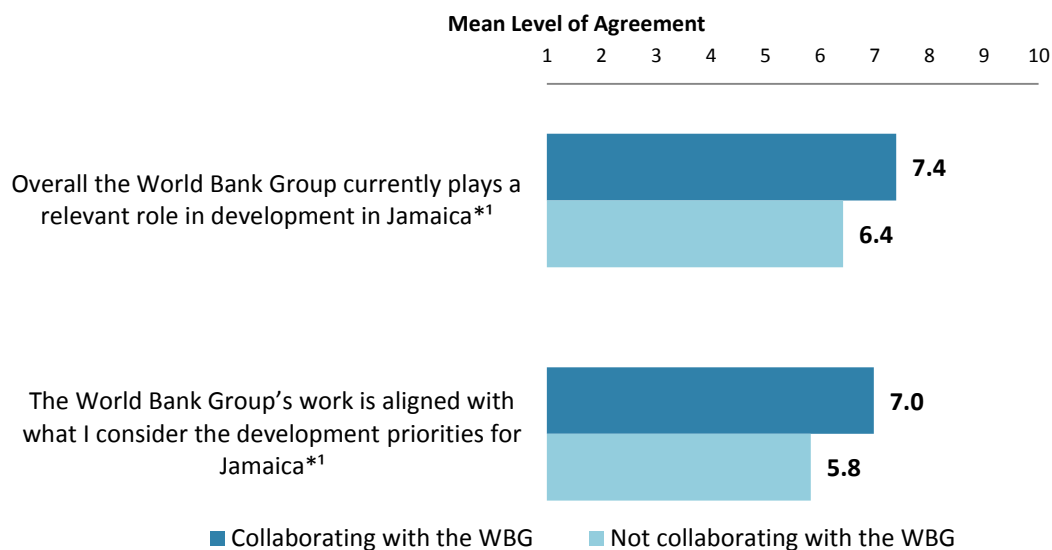 Mean Level of Agreement
1 2 3 4 5 6 7 8 9 10
Overall the World Bank Group currently plays a
relevant role in development in Jamaica*¹
7.4
6.4
The World Bank Group’s work is aligned with
what I consider the development priorities for
Jamaica*¹
7.0
5.8
Collaborating with the WBG Not collaborating with the WBG